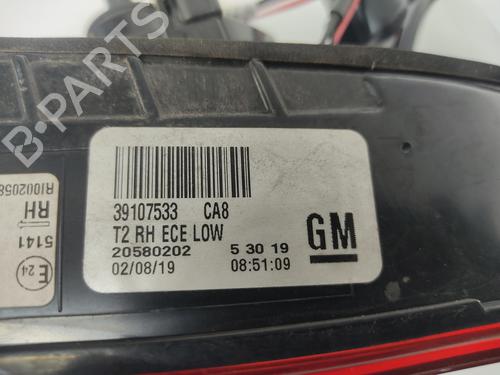 B-PARTS
39107533 CA8
T2 RH ECE LOW
20580202 5 30 19
02/08/19 08:51:09
GM
RI002058
RH
5141
E 24